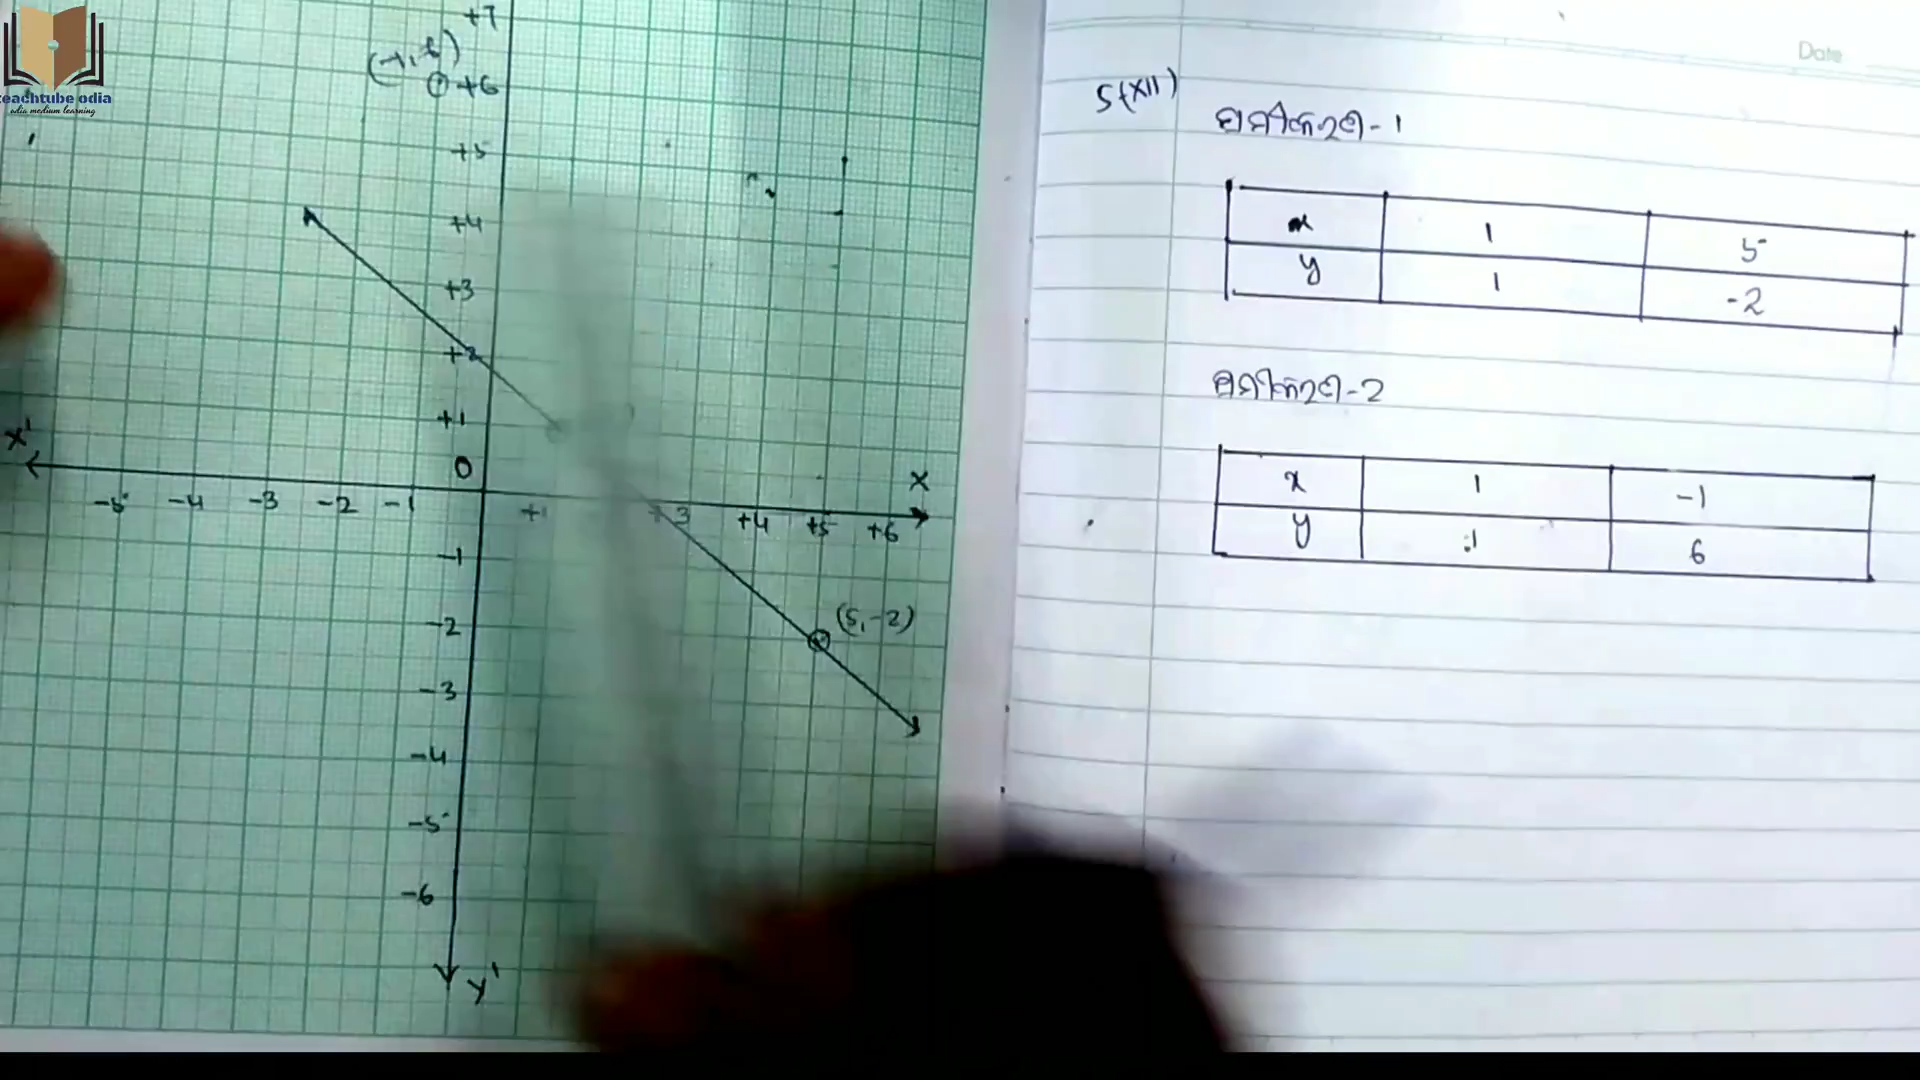 teachtube odia
odia medium learning
+7
(-1, 6)
+6
+5
+4
+3
+2
+1
X'
0
X
-5 -4 -3 -2 -1 +1 +3 +4 +5 +6
-1
(5, -2)
-2
-3
-4
-5
-6
y'
Date
5(XII)
ସମୀକରଣ-1
x 1 5
y 1 -2
ସମୀକରଣ-2
x 1 -1
y 1 6